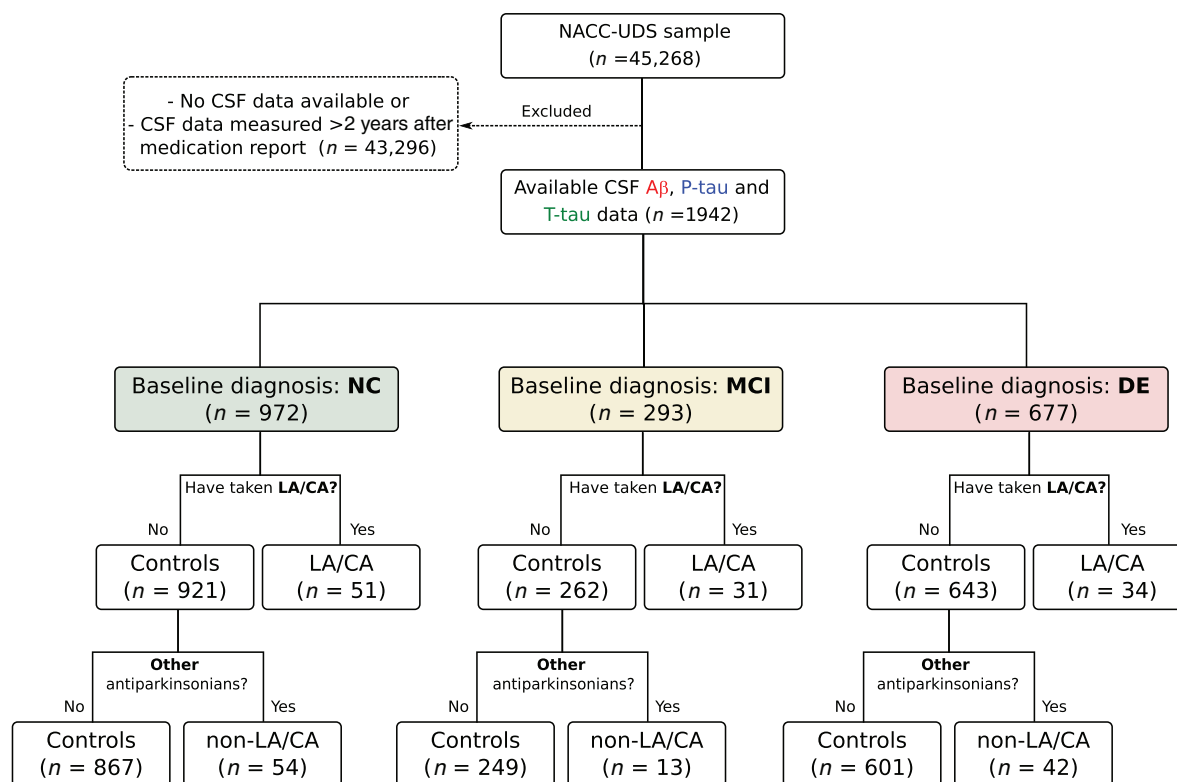 NACC-UDS sample
(n =45,268)
- No CSF data available or
- CSF data measured >2 years after
medication report (n = 43,296)
Excluded
Available CSF Aβ, P-tau and
T-tau data (n =1942)
Baseline diagnosis: NC
(n = 972)
Baseline diagnosis: MCI
(n = 293)
Baseline diagnosis: DE
(n = 677)
Have taken LA/CA?
Have taken LA/CA?
Have taken LA/CA?
No
Yes
No
Yes
No
Yes
Controls
(n = 921)
LA/CA
(n = 51)
Controls
(n = 262)
LA/CA
(n = 31)
Controls
(n = 643)
LA/CA
(n = 34)
Other
antiparkinsonians?
Other
antiparkinsonians?
Other
antiparkinsonians?
No
Yes
No
Yes
No
Yes
Controls
(n = 867)
non-LA/CA
(n = 54)
Controls
(n = 249)
non-LA/CA
(n = 13)
Controls
(n = 601)
non-LA/CA
(n = 42)